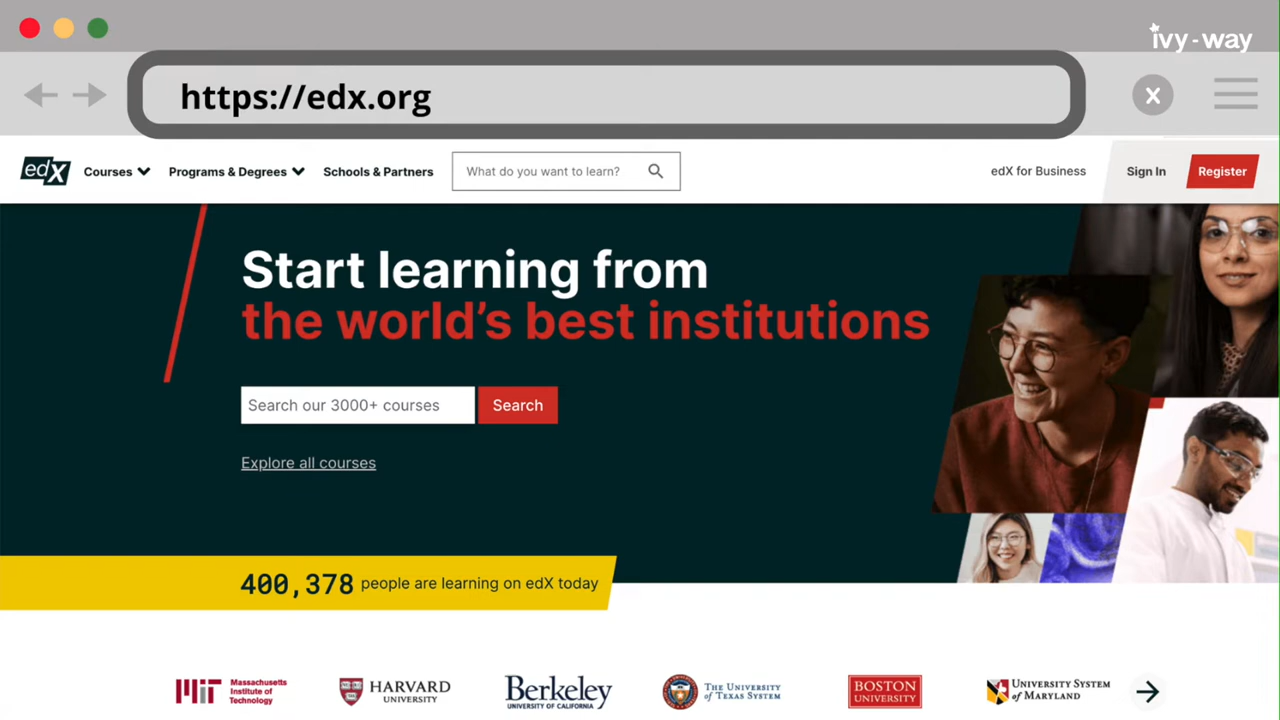 ivy-way
https://edx.org
x
edX
Courses
Programs & Degrees
Schools & Partners
What do you want to learn?
edX for Business
Sign In
Register
Start learning from
the world's best institutions
Search our 3000+ courses
Search
Explore all courses
400,378 people are learning on edX today
MIT
Massachusetts
Institute of
Technology
HARVARD
UNIVERSITY
Berkeley
UNIVERSITY OF CALIFORNIA
THE UNIVERSITY
OF TEXAS SYSTEM
BOSTON
UNIVERSITY
UNIVERSITY SYSTEM
of MARYLAND